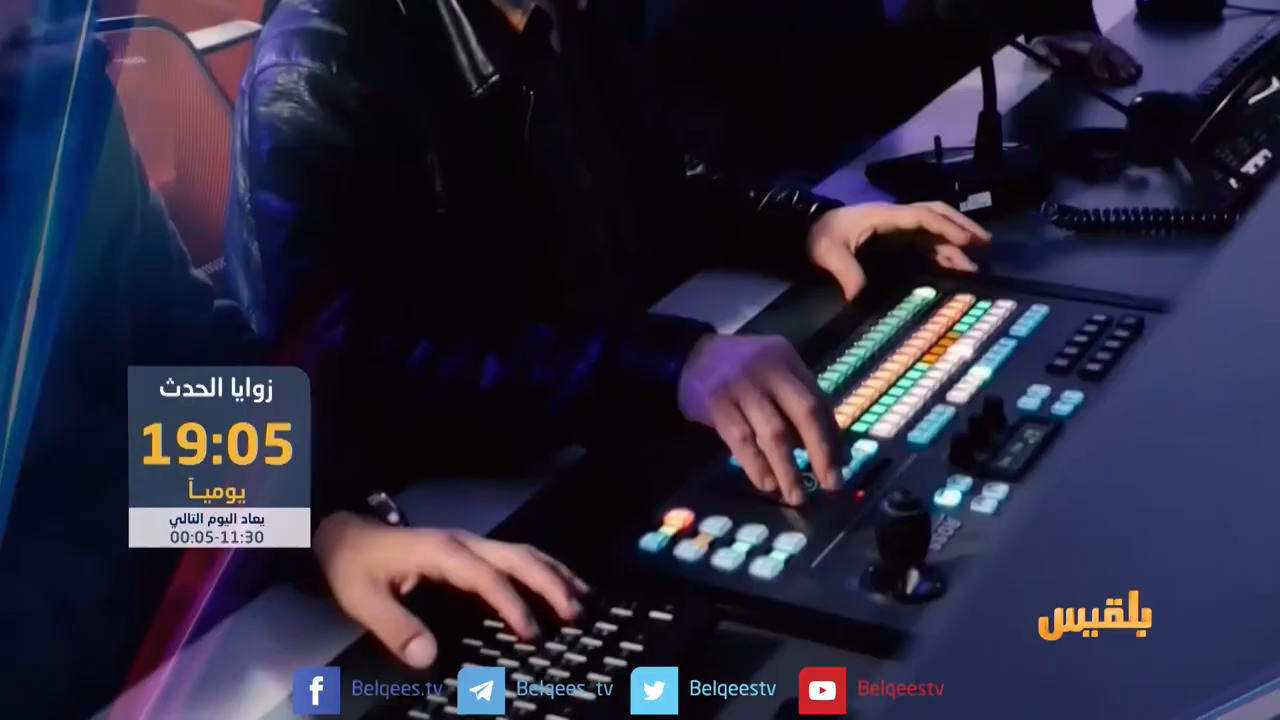 زوايا الحدث
19:05
يومياً
يعاد اليوم التالي
00:05-11:30
بلقيس
Belqees.tv
Belqees_tv
Belqeestv
Belqeestv